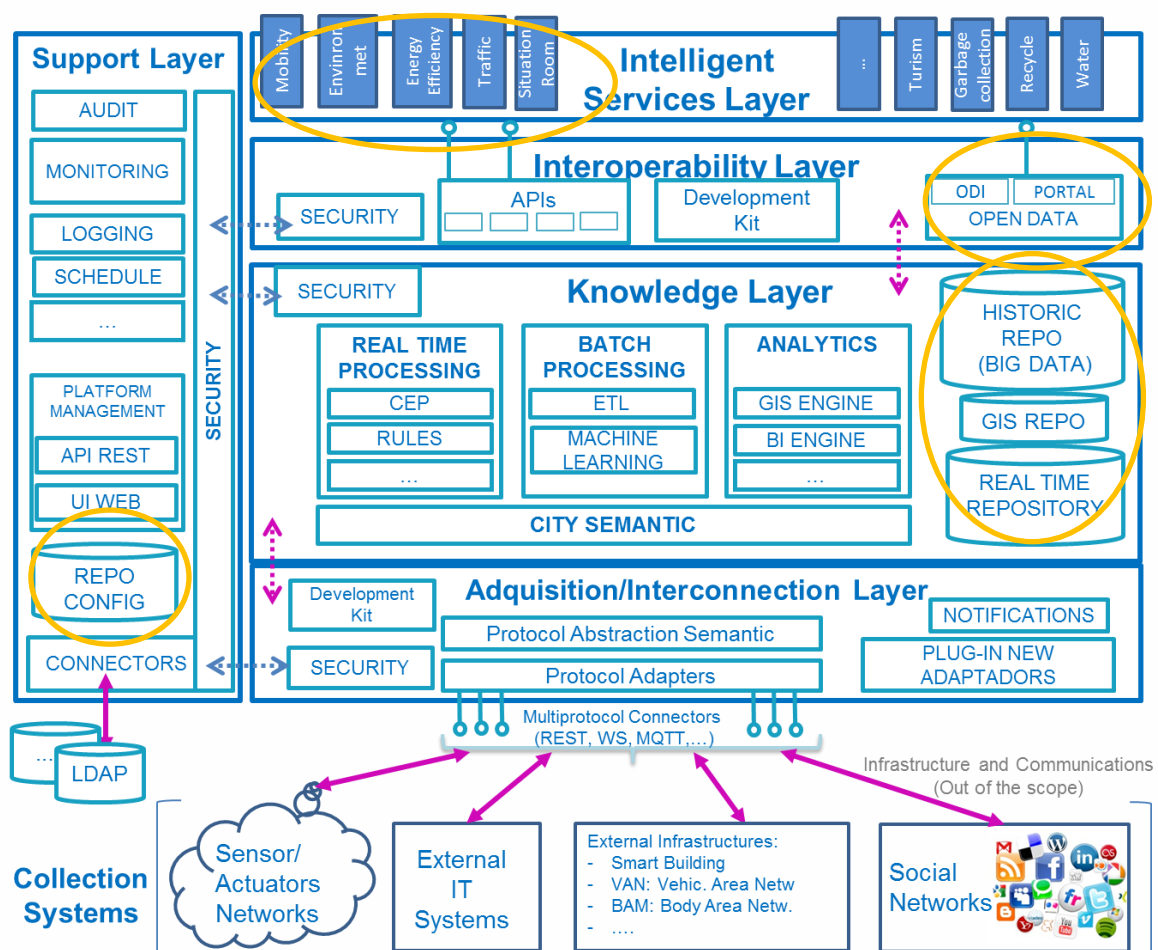 Support Layer
AUDIT
MONITORING
LOGGING
SCHEDULE
...
PLATFORM
MANAGEMENT
API REST
UI WEB
REPO
CONFIG
CONNECTORS
SECURITY
...
LDAP
Mobility
Environ
met
Energy
Efficiency
Traffic
Situation
Room
Intelligent
Services Layer
...
Turism
Garbage
collection
Recycle
Water
Interoperability Layer
SECURITY
APIs
Development
Kit
ODI
PORTAL
OPEN DATA
SECURITY
Knowledge Layer
REAL TIME
PROCESSING
CEP
RULES
...
BATCH
PROCESSING
ETL
MACHINE
LEARNING
ANALYTICS
GIS ENGINE
BI ENGINE
...
HISTORIC
REPO
(BIG DATA)
GIS REPO
REAL TIME
REPOSITORY
CITY SEMANTIC
Adquisition/Interconnection Layer
Development
Kit
SECURITY
Protocol Abstraction Semantic
Protocol Adapters
NOTIFICATIONS
PLUG-IN NEW
ADAPTADORS
Multiprotocol Connectors
(REST, WS, MQTT,...)
Infrastructure and Communications
(Out of the scope)
Collection
Systems
Sensor/
Actuators
Networks
External
IT
Systems
External Infrastructures:
- Smart Building
- VAN: Vehic. Area Netw
- BAM: Body Area Netw.
- ....
Social
Networks